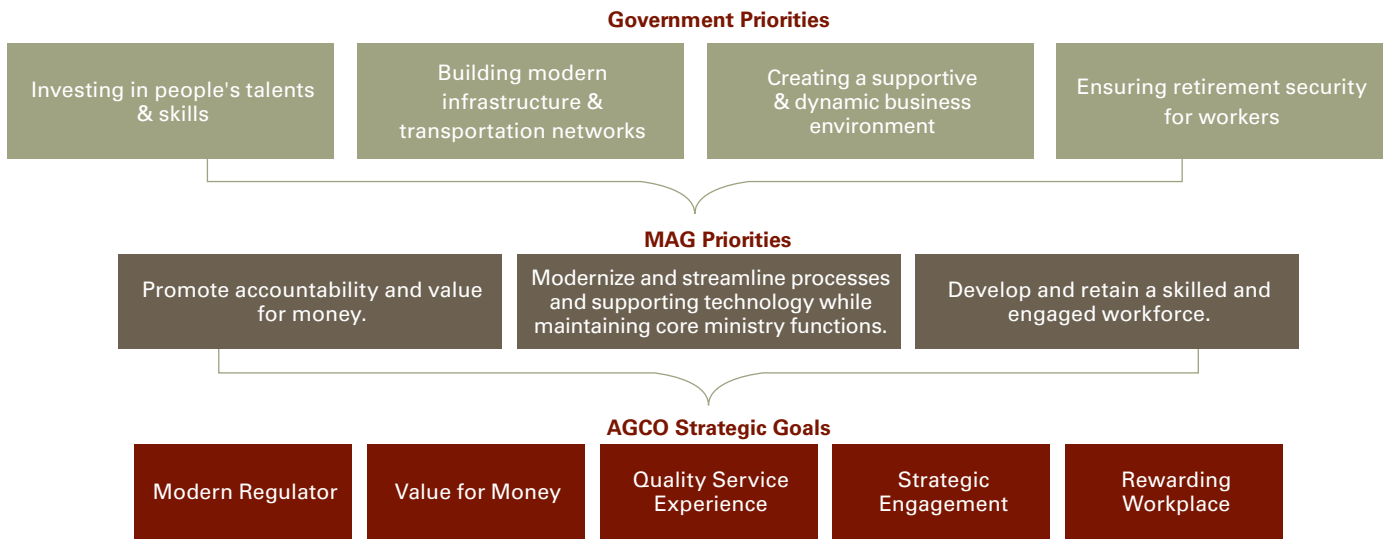 Government Priorities
Investing in people's talents
& skills
Building modern
infrastructure &
transportation networks
Creating a supportive
& dynamic business
environment
Ensuring retirement security
for workers
MAG Priorities
Promote accountability and value
for money.
Modernize and streamline processes
and supporting technology while
maintaining core ministry functions.
Develop and retain a skilled and
engaged workforce.
AGCO Strategic Goals
Modern Regulator
Value for Money
Quality Service
Experience
Strategic
Engagement
Rewarding
Workplace